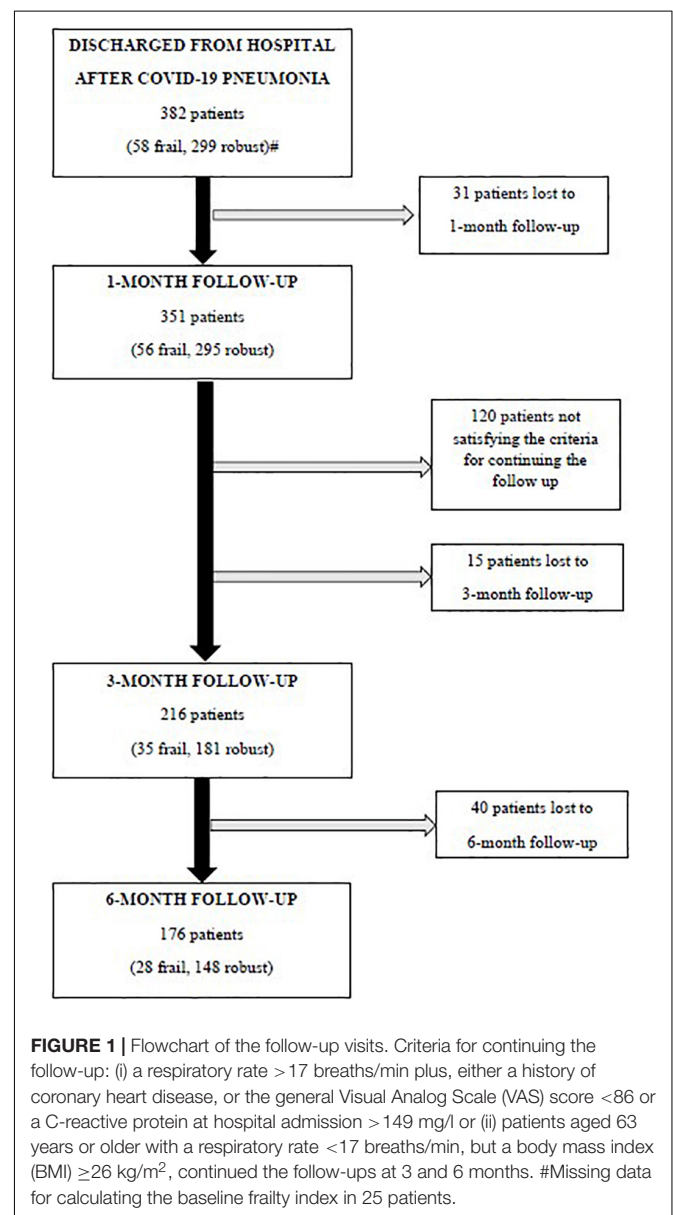 DISCHARGED FROM HOSPITAL
AFTER COVID-19 PNEUMONIA
382 patients
(58 frail, 299 robust)#
31 patients lost to
1-month follow-up
1-MONTH FOLLOW-UP
351 patients
(56 frail, 295 robust)
120 patients not
satisfying the criteria
for continuing the
follow up
15 patients lost to
3-month follow-up
3-MONTH FOLLOW-UP
216 patients
(35 frail, 181 robust)
40 patients lost to
6-month follow-up
6-MONTH FOLLOW-UP
176 patients
(28 frail, 148 robust)
FIGURE 1 | Flowchart of the follow-up visits. Criteria for continuing the
follow-up: (i) a respiratory rate >17 breaths/min plus, either a history of
coronary heart disease, or the general Visual Analog Scale (VAS) score <86 or
a C-reactive protein at hospital admission >149 mg/l or (ii) patients aged 63
years or older with a respiratory rate <17 breaths/min, but a body mass index
(BMI) ≥26 kg/m², continued the follow-ups at 3 and 6 months. #Missing data
for calculating the baseline frailty index in 25 patients.